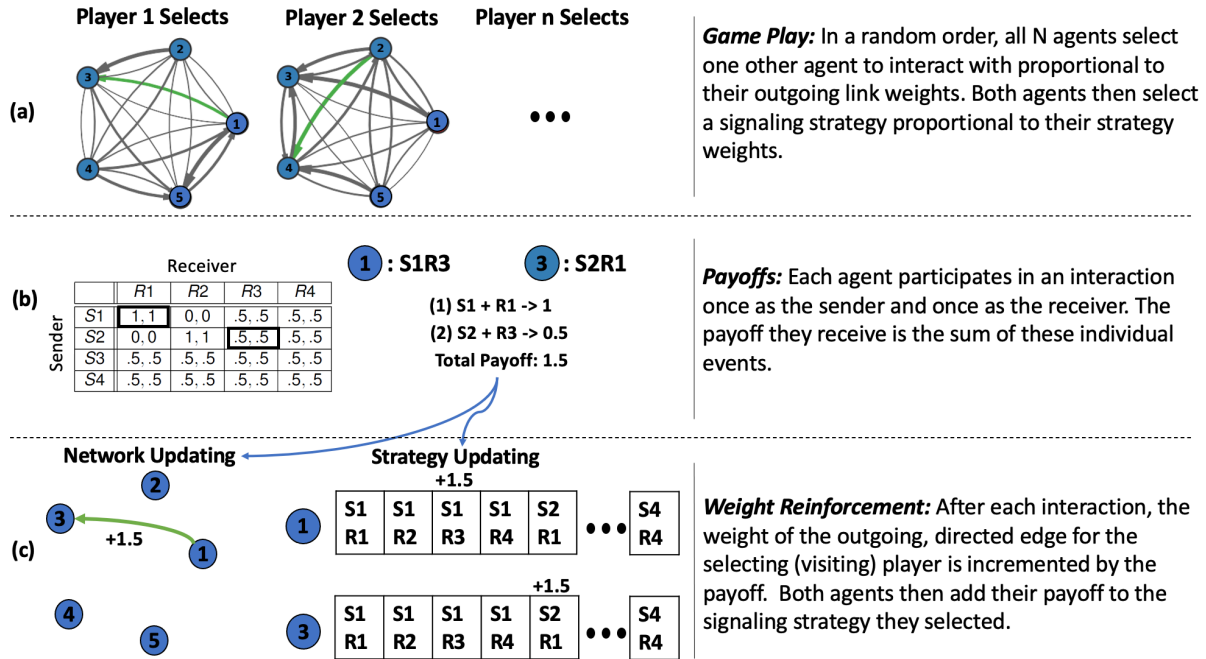 Player 1 Selects
Player 2 Selects
Player n Selects
(a)
2
3
1
4
5
2
3
1
4
5
•••
Game Play: In a random order, all N agents select
one other agent to interact with proportional to
their outgoing link weights. Both agents then select
a signaling strategy proportional to their strategy
weights.
(b)
Receiver
Sender
R1 R2 R3 R4
S1 1, 1 0, 0 .5, .5 .5, .5
S2 0, 0 1, 1 .5, .5 .5, .5
S3 .5, .5 .5, .5 .5, .5 .5, .5
S4 .5, .5 .5, .5 .5, .5 .5, .5
1 : S1R3
3 : S2R1
(1) S1 + R1 -> 1
(2) S2 + R3 -> 0.5
Total Payoff: 1.5
Payoffs: Each agent participates in an interaction
once as the sender and once as the receiver. The
payoff they receive is the sum of these individual
events.
(c)
Network Updating
2
3
+1.5
1
4
5
Strategy Updating
+1.5
1
S1 S1 S1 S1 S2 ••• S4
R1 R2 R3 R4 R1 R4
+1.5
3
S1 S1 S1 S1 S2 ••• S4
R1 R2 R3 R4 R1 R4
Weight Reinforcement: After each interaction, the
weight of the outgoing, directed edge for the
selecting (visiting) player is incremented by the
payoff. Both agents then add their payoff to the
signaling strategy they selected.